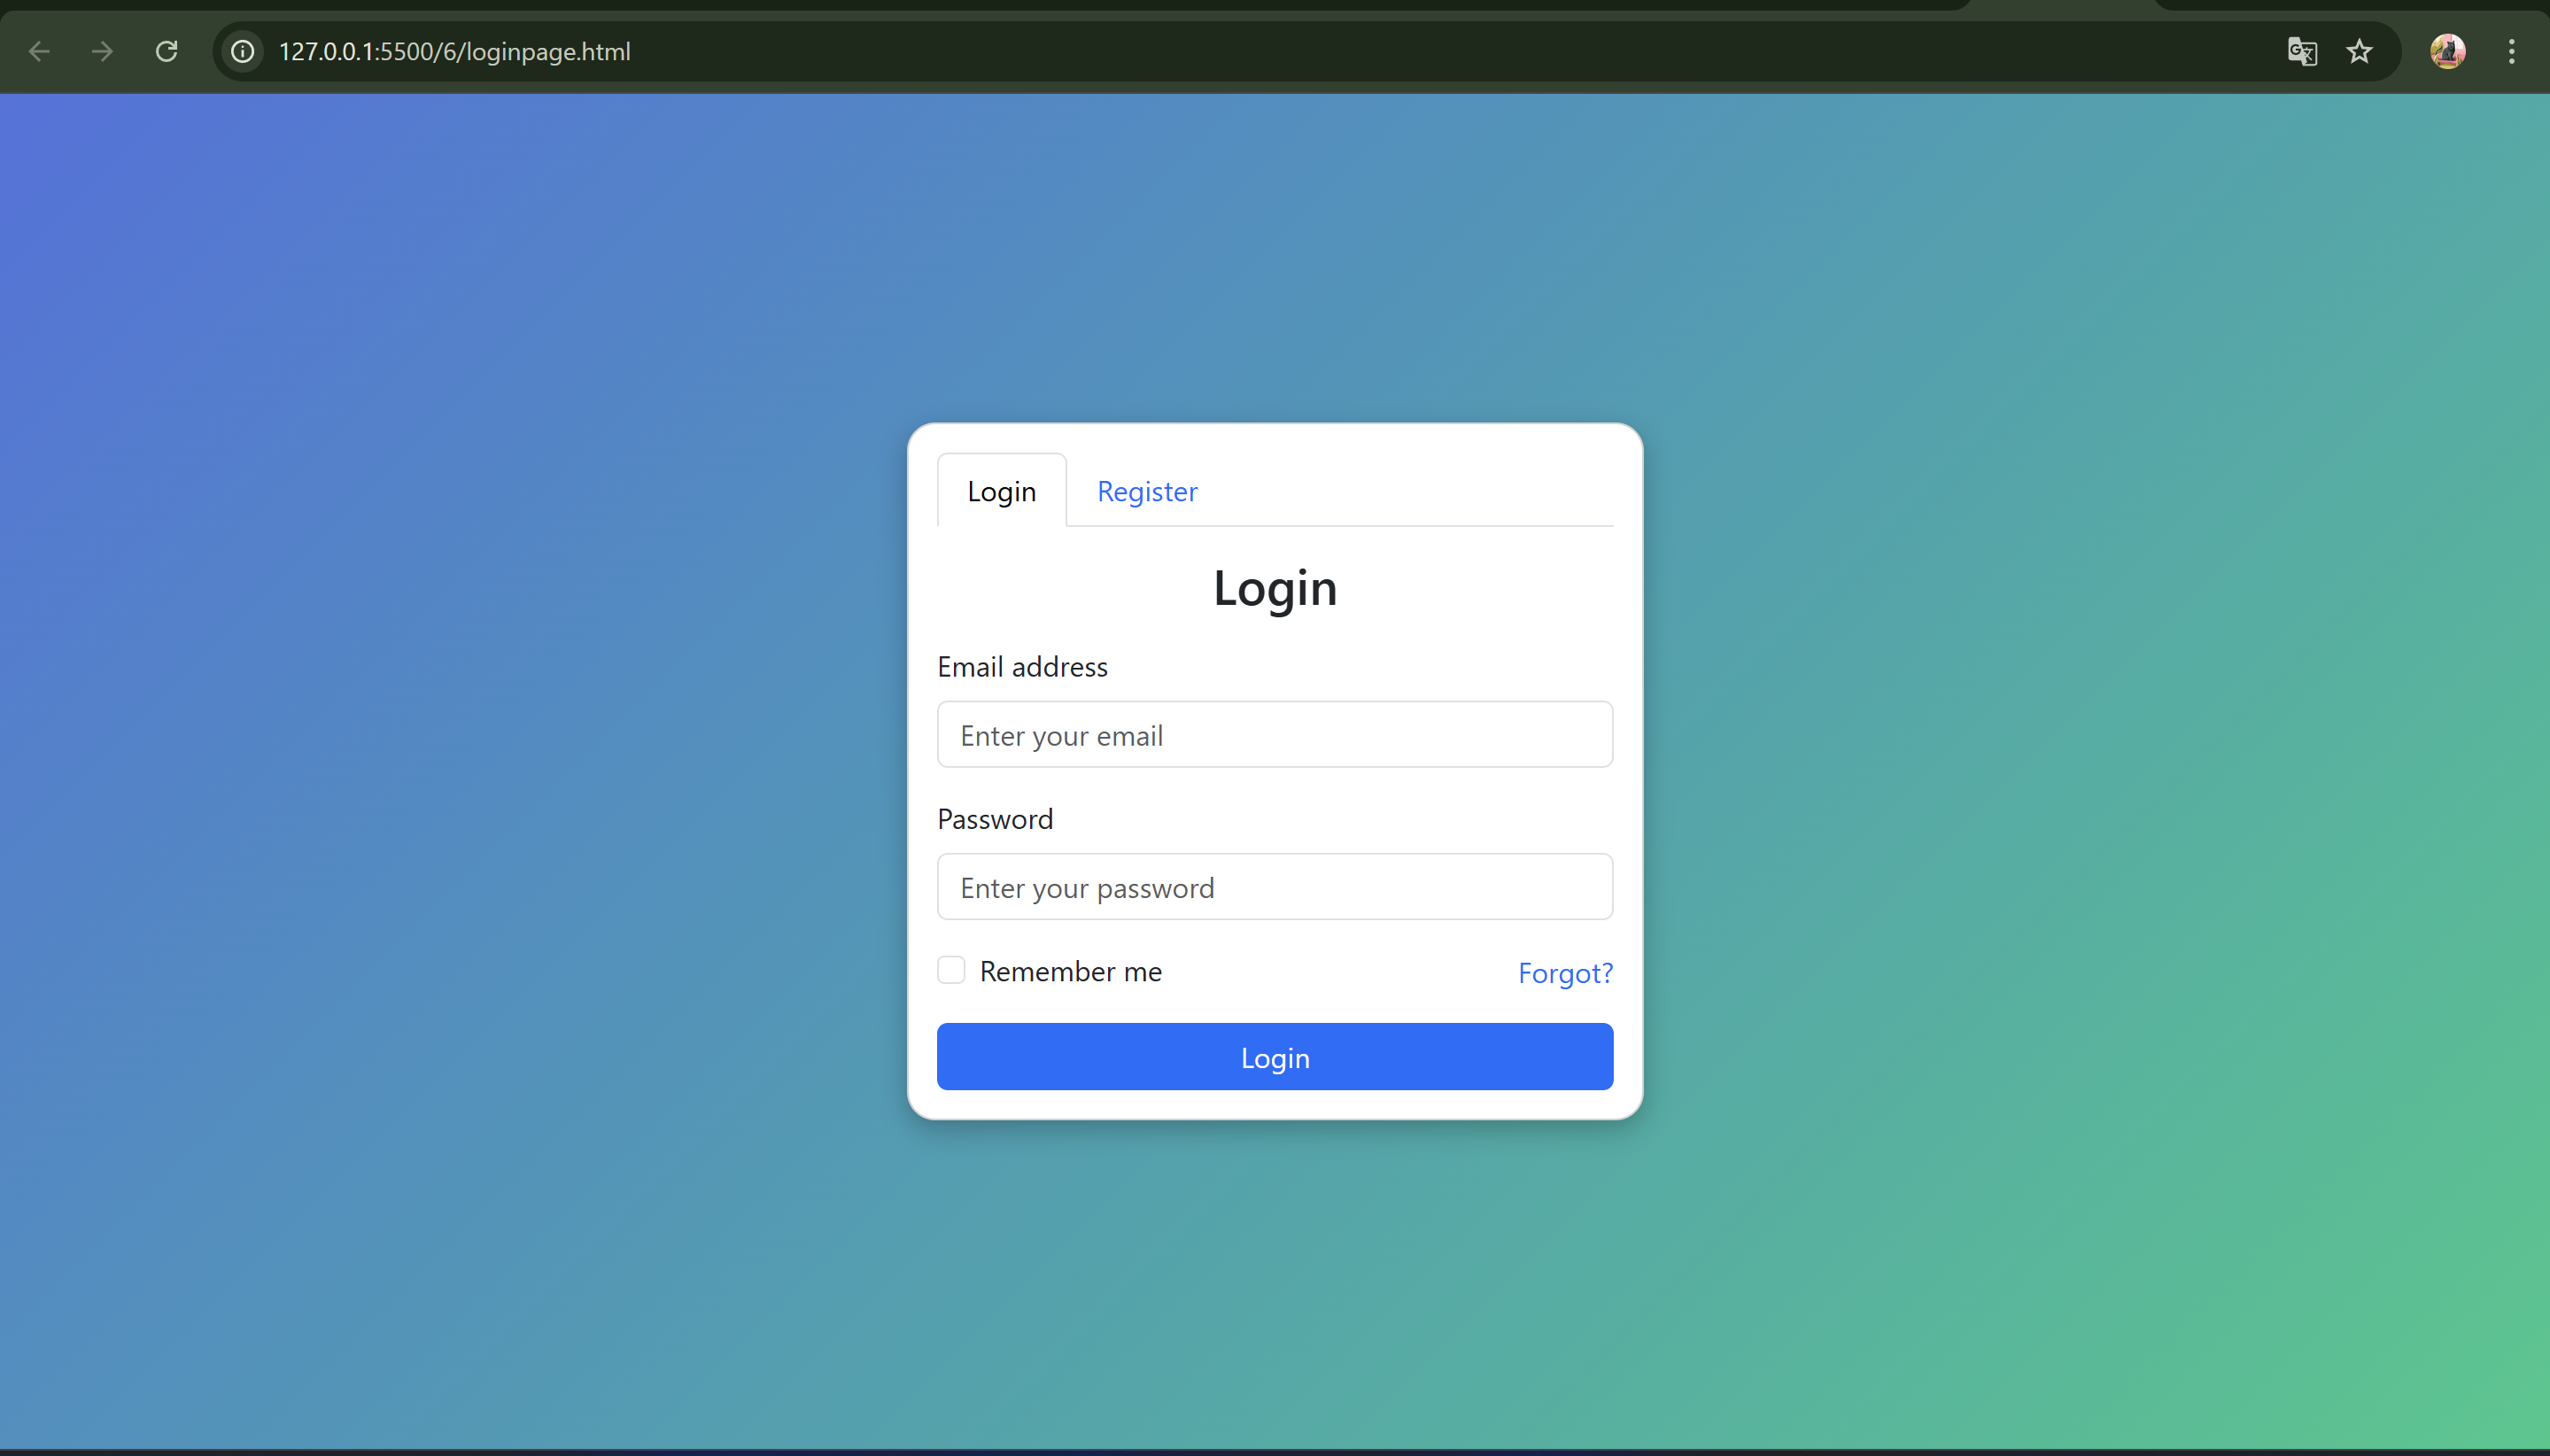 127.0.0.1:5500/6/loginpage.html
Login Register
Login
Email address
Enter your email
Password
Enter your password
Remember me Forgot?
Login